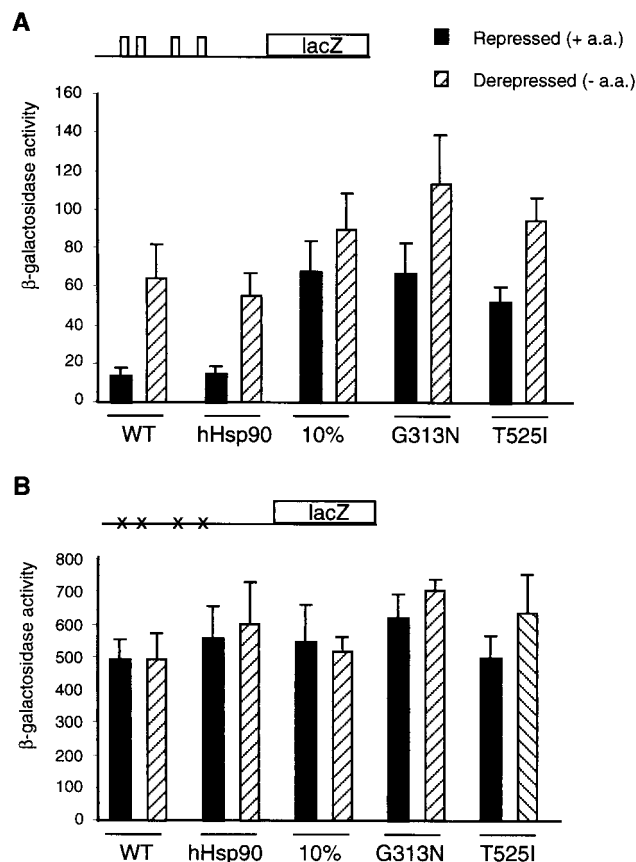 A
lacZ
Repressed (+ a.a.)
Derepressed (- a.a.)
β-galactosidase activity
160
140
120
100
80
60
40
20
0
WT hHsp90 10% G313N T525I
B
x x x x
lacZ
β-galactosidase activity
800
700
600
500
400
300
200
100
0
WT hHsp90 10% G313N T525I